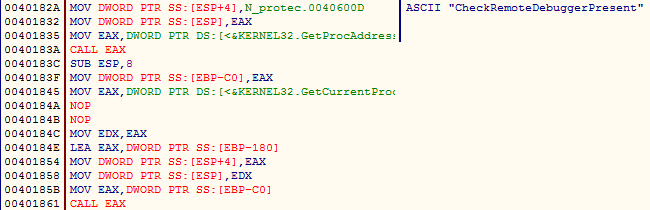 0040182A MOV DWORD PTR SS:[ESP+4],N_protec.0040600D ASCII "CheckRemoteDebuggerPresent"
00401832 MOV DWORD PTR SS:[ESP],EAX
00401835 MOV EAX,DWORD PTR DS:[<&KERNEL32.GetProcAddress
0040183A CALL EAX
0040183C SUB ESP,8
0040183F MOV DWORD PTR SS:[EBP-C0],EAX
00401845 MOV EAX,DWORD PTR DS:[<&KERNEL32.GetCurrentProc
0040184A NOP
0040184B NOP
0040184C MOV EDX,EAX
0040184E LEA EAX,DWORD PTR SS:[EBP-180]
00401854 MOV DWORD PTR SS:[ESP+4],EAX
00401858 MOV DWORD PTR SS:[ESP],EDX
0040185B MOV EAX,DWORD PTR SS:[EBP-C0]
00401861 CALL EAX